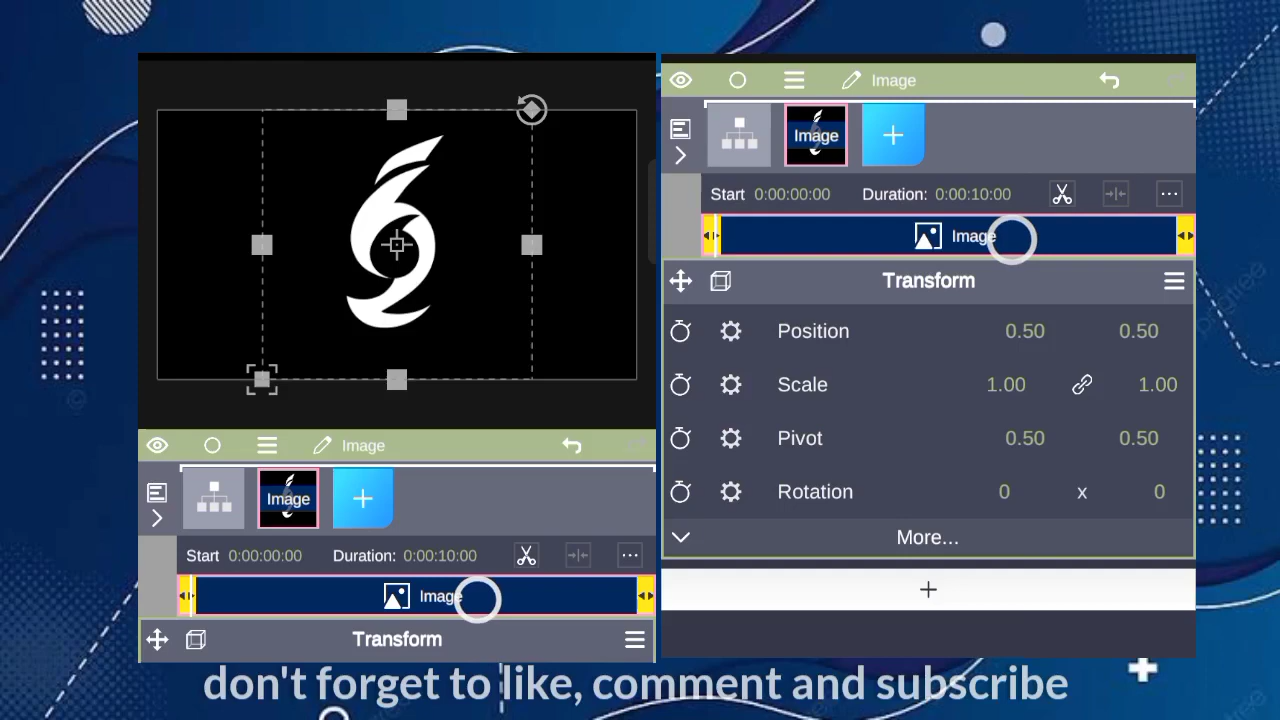 Image
Image
Start 0:00:00:00 Duration: 0:00:10:00
Image
Transform
Image
Image
Start 0:00:00:00 Duration: 0:00:10:00
Image
Transform
Position 0.50 0.50
Scale 1.00 1.00
Pivot 0.50 0.50
Rotation 0 x 0
More...
don't forget to like, comment and subscribe